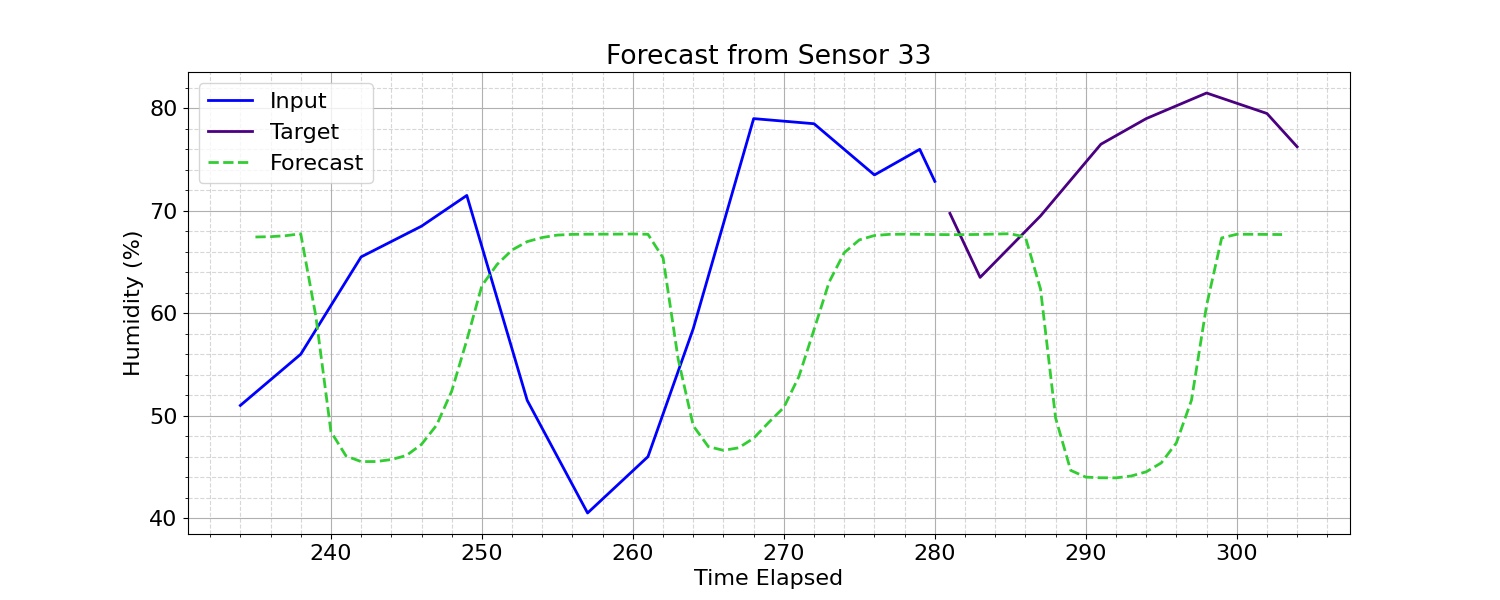 Forecast from Sensor 33
Input
Target
Forecast
Humidity (%)
80
70
60
50
40
240 250 260 270 280 290 300
Time Elapsed